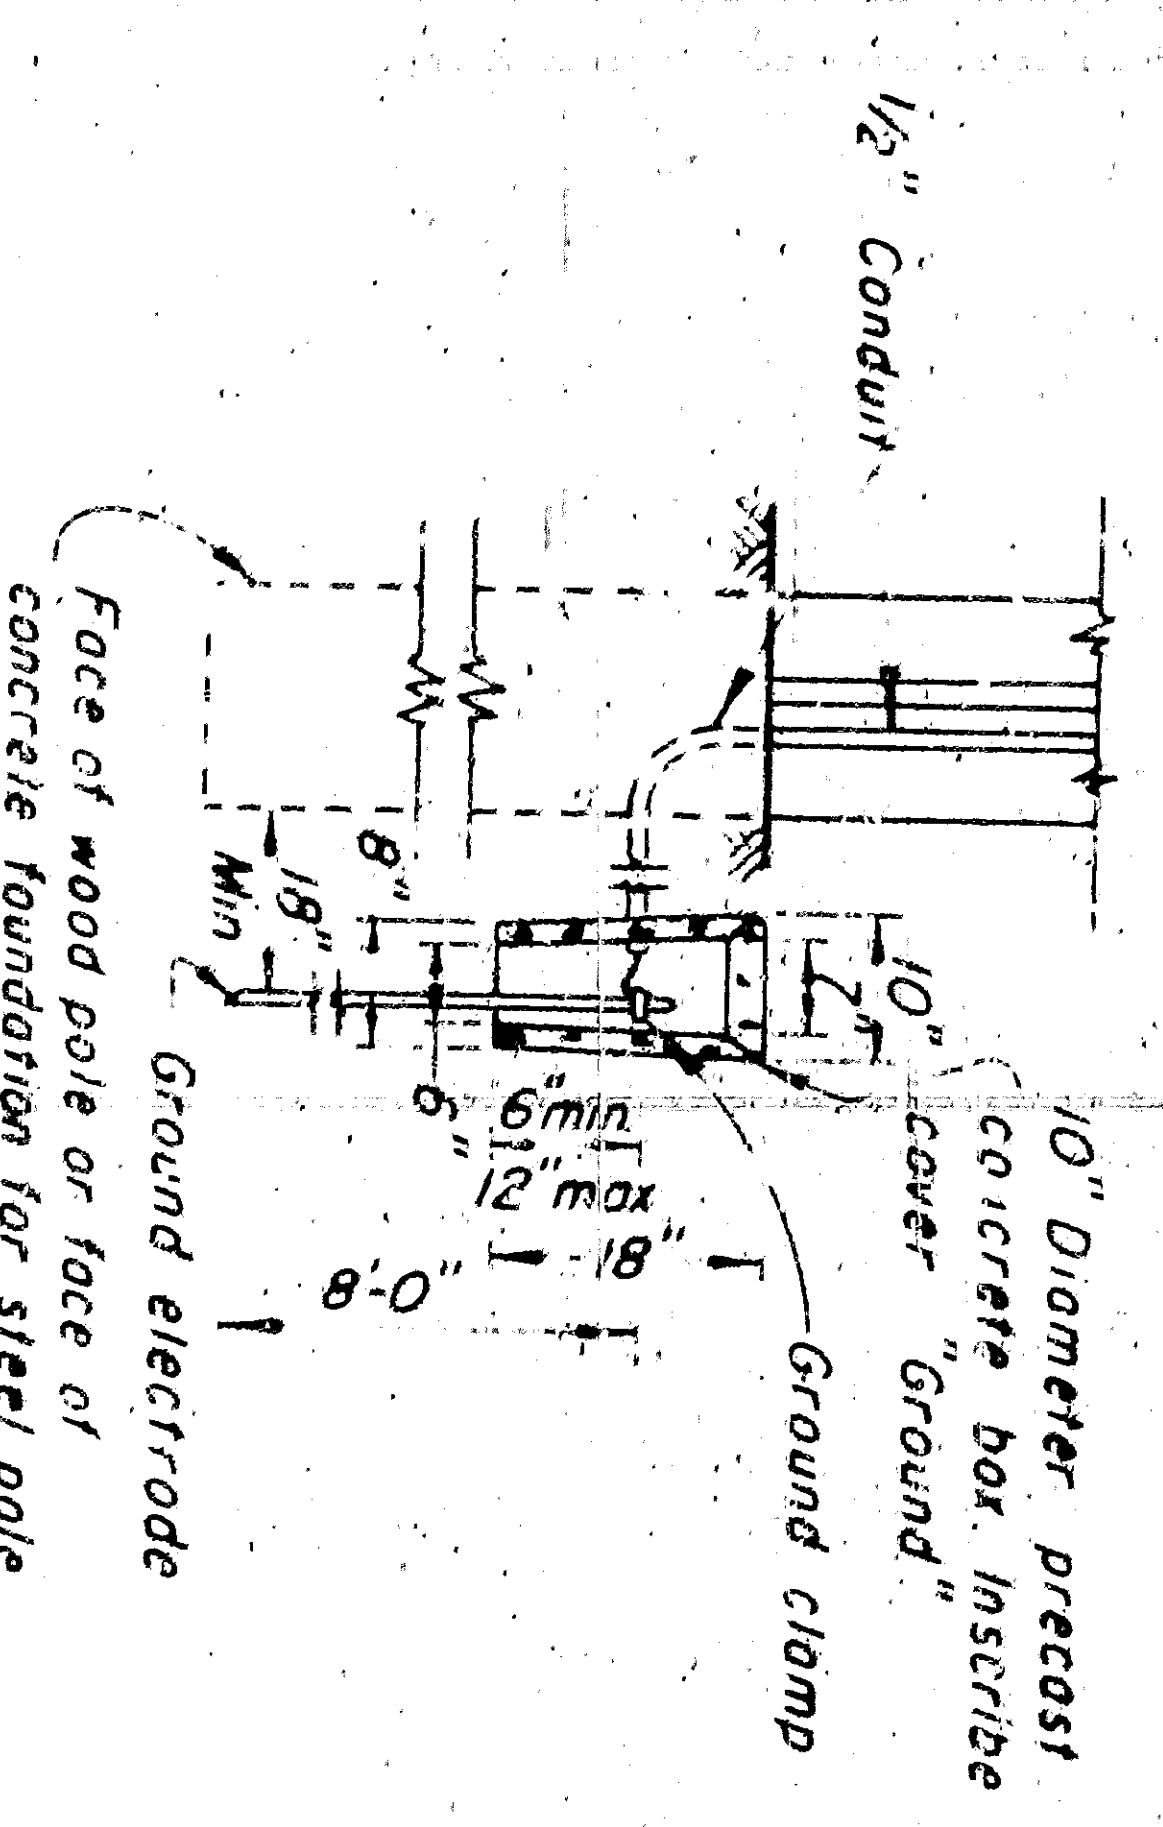 1/2" Conduit
10" Diameter precast
concrete box. Inscribe
cover "Ground"
10"
7"
Ground clamp
6" min
12" max
18"
8"
9"
8'-0"
18"
Min
Ground electrode
Face of wood pole or face of
concrete foundation for steel pole